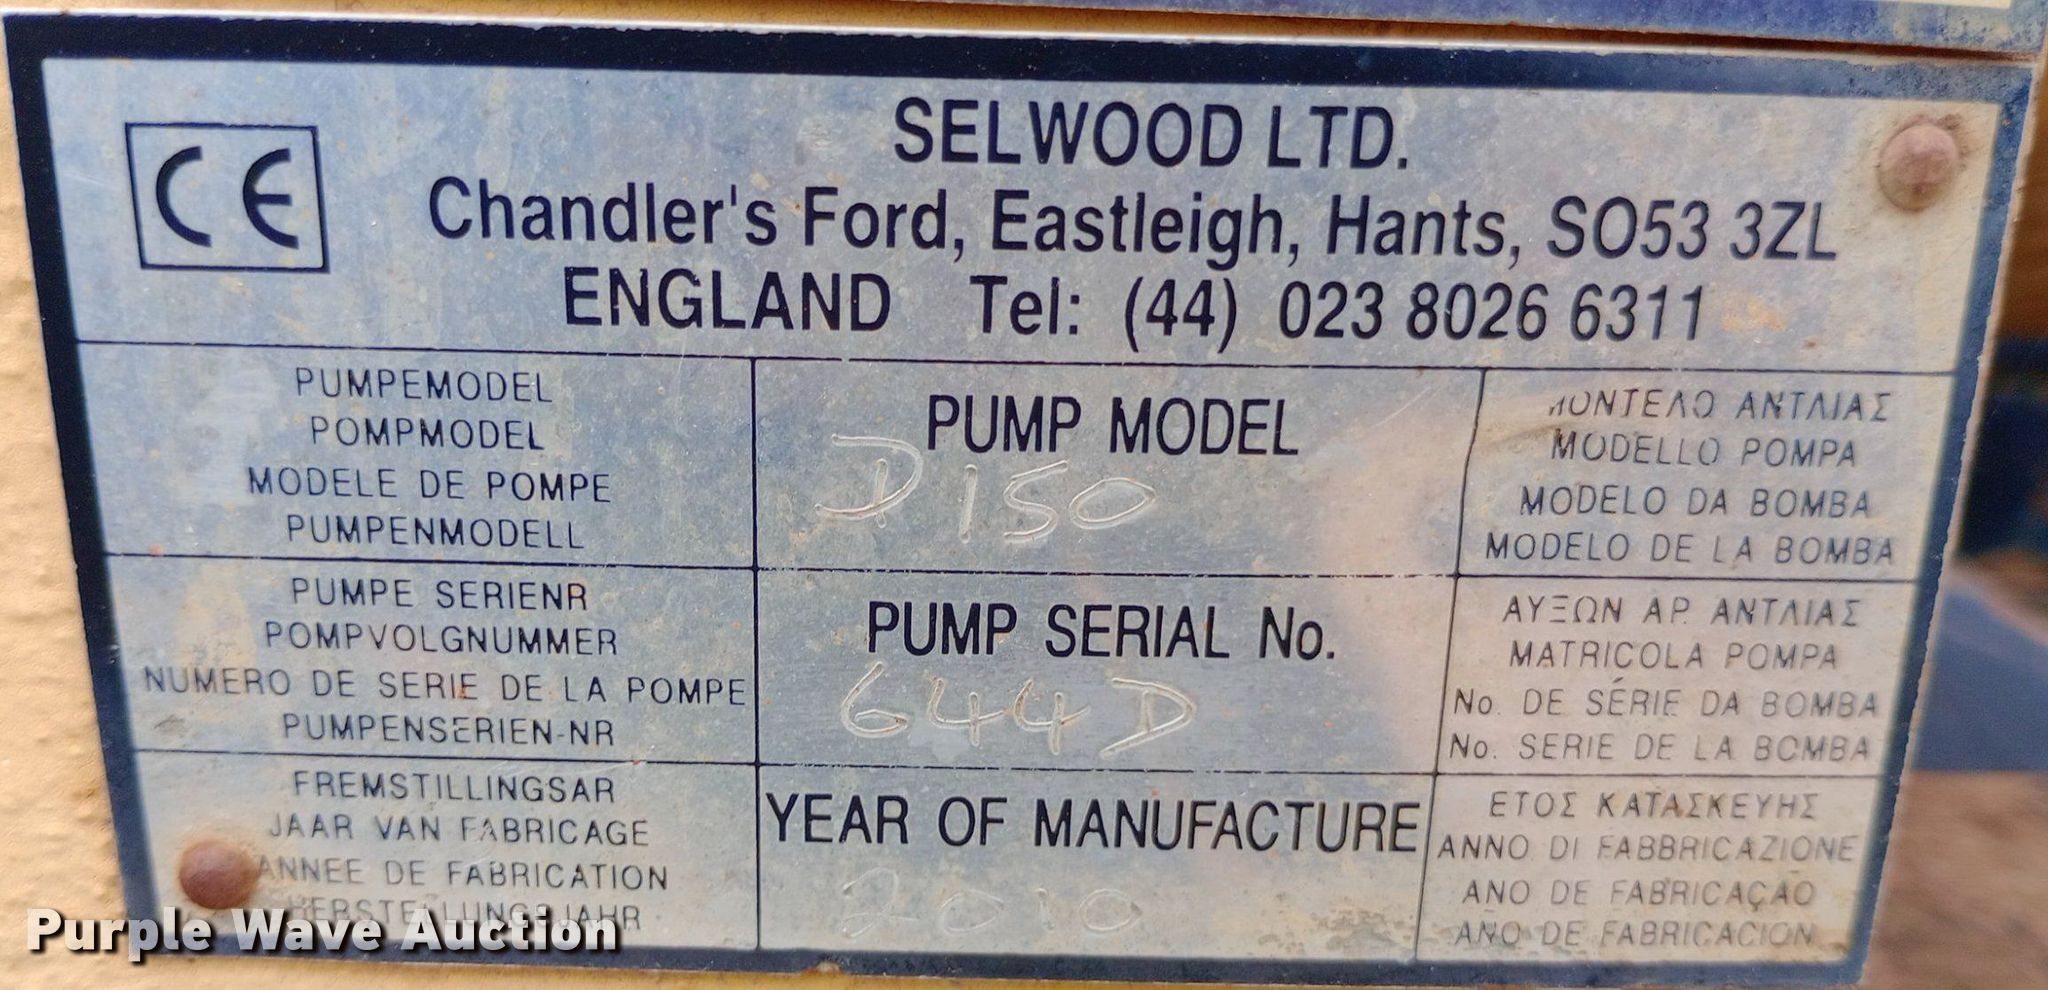 CE
SELWOOD LTD.
Chandler's Ford, Eastleigh, Hants, SO53 3ZL
ENGLAND Tel: (44) 023 8026 6311
PUMPEMODEL
POMPMODEL
MODELE DE POMPE
PUMPENMODELL
PUMP MODEL
D150
ΜΟΝΤΕΛΟ ΑΝΤΛΙΑΣ
MODELLO POMPA
MODELO DA BOMBA
MODELO DE LA BOMBA
PUMPE SERIENR
POMPVOLGNUMMER
NUMERO DE SERIE DE LA POMPE
PUMPENSERIEN-NR
PUMP SERIAL No.
644D
ΑΥΞΩΝ ΑΡ. ΑΝΤΛΙΑΣ
MATRICOLA POMPA
No. DE SÉRIE DA BOMBA
No. SERIE DE LA BOMBA
FREMSTILLINGSAR
JAAR VAN FABRICAGE
ANNEE DE FABRICATION
HERSTELLUNGSJAHR
YEAR OF MANUFACTURE
2010
ΕΤΟΣ ΚΑΤΑΣΚΕΥΗΣ
ANNO DI FABBRICAZIONE
AÑO DE FABRICAÇAO
AÑO DE FABRICACION
Purple Wave Auction